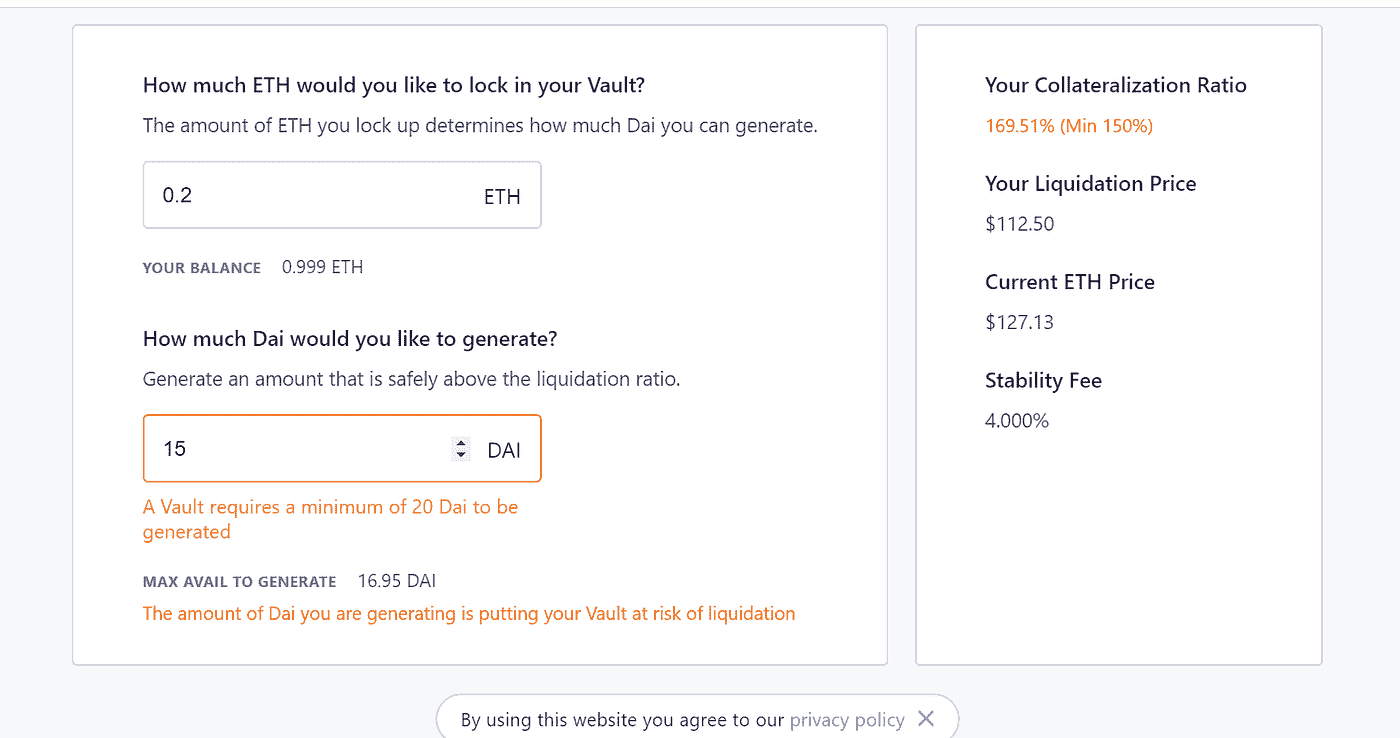 How much ETH would you like to lock in your Vault?
The amount of ETH you lock up determines how much Dai you can generate.
0.2 ETH
YOUR BALANCE 0.999 ETH
How much Dai would you like to generate?
Generate an amount that is safely above the liquidation ratio.
15 DAI
A Vault requires a minimum of 20 Dai to be
generated
MAX AVAIL TO GENERATE 16.95 DAI
The amount of Dai you are generating is putting your Vault at risk of liquidation
Your Collateralization Ratio
169.51% (Min 150%)
Your Liquidation Price
$112.50
Current ETH Price
$127.13
Stability Fee
4.000%
By using this website you agree to our privacy policy